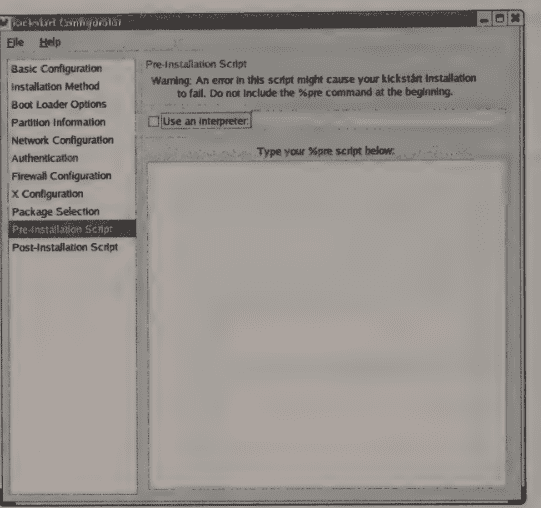 Kickstart Configurator
File Help
Basic Configuration
Installation Method
Boot Loader Options
Partition Information
Network Configuration
Authentication
Firewall Configuration
X Configuration
Package Selection
Pre-Installation Script
Post-Installation Script
Pre-Installation Script
Warning: An error in this script might cause your kickstart installation
to fail. Do not include the %pre command at the beginning.
Use an interpreter:
Type your %pre script below: